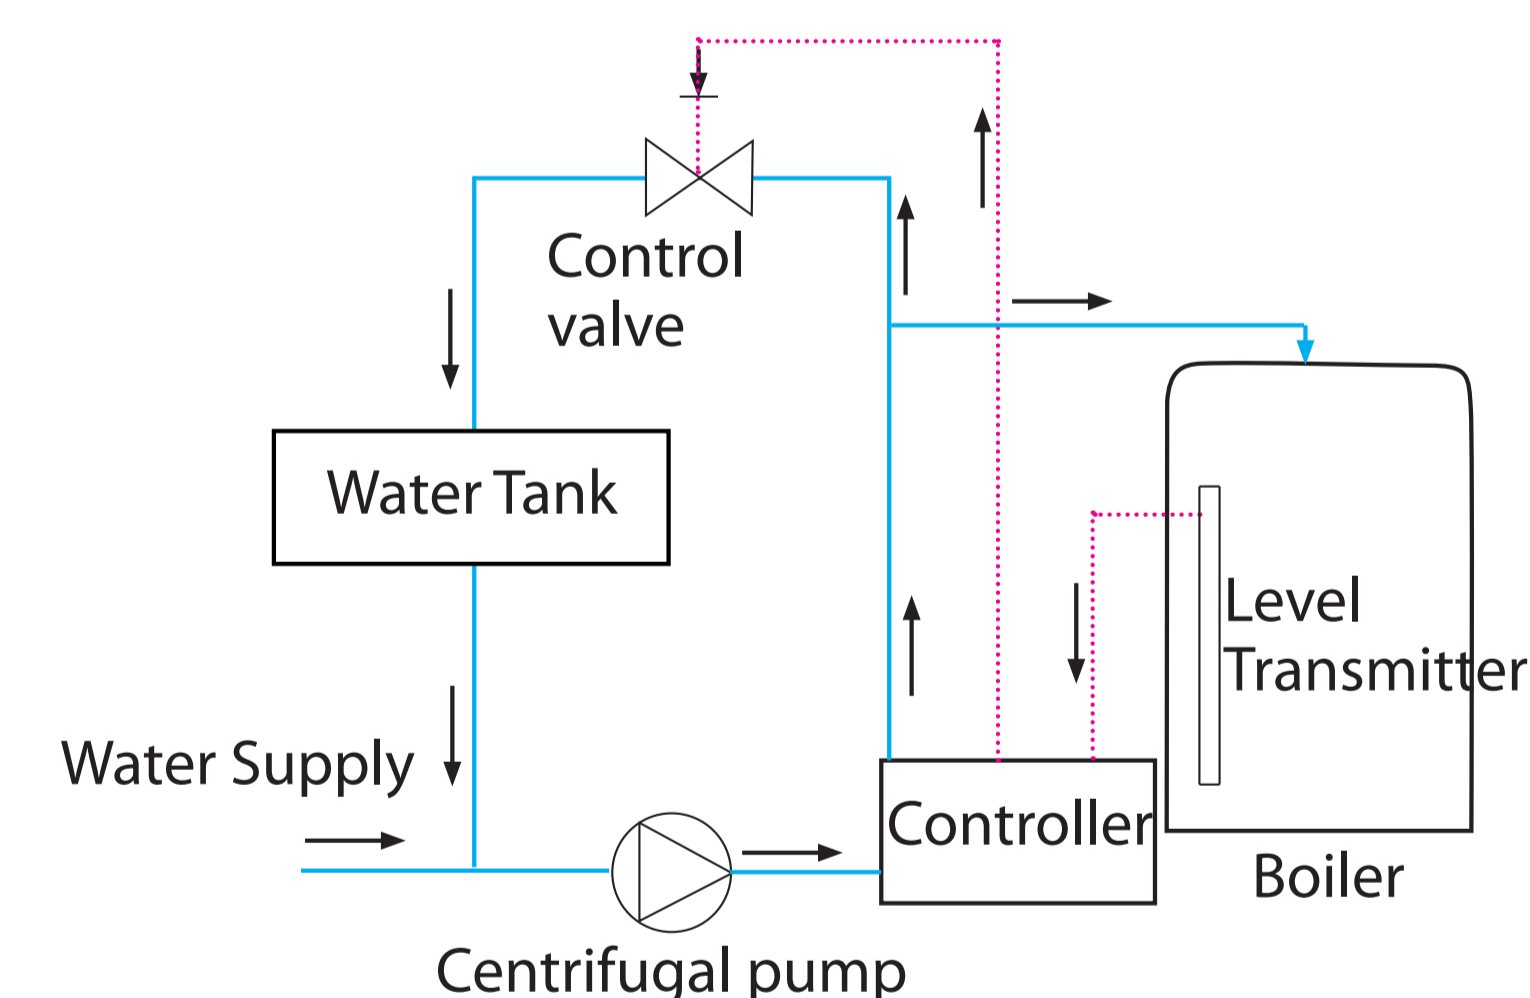 Control
valve
Water Tank
Level
Transmitter
Water Supply
Controller
Boiler
Centrifugal pump